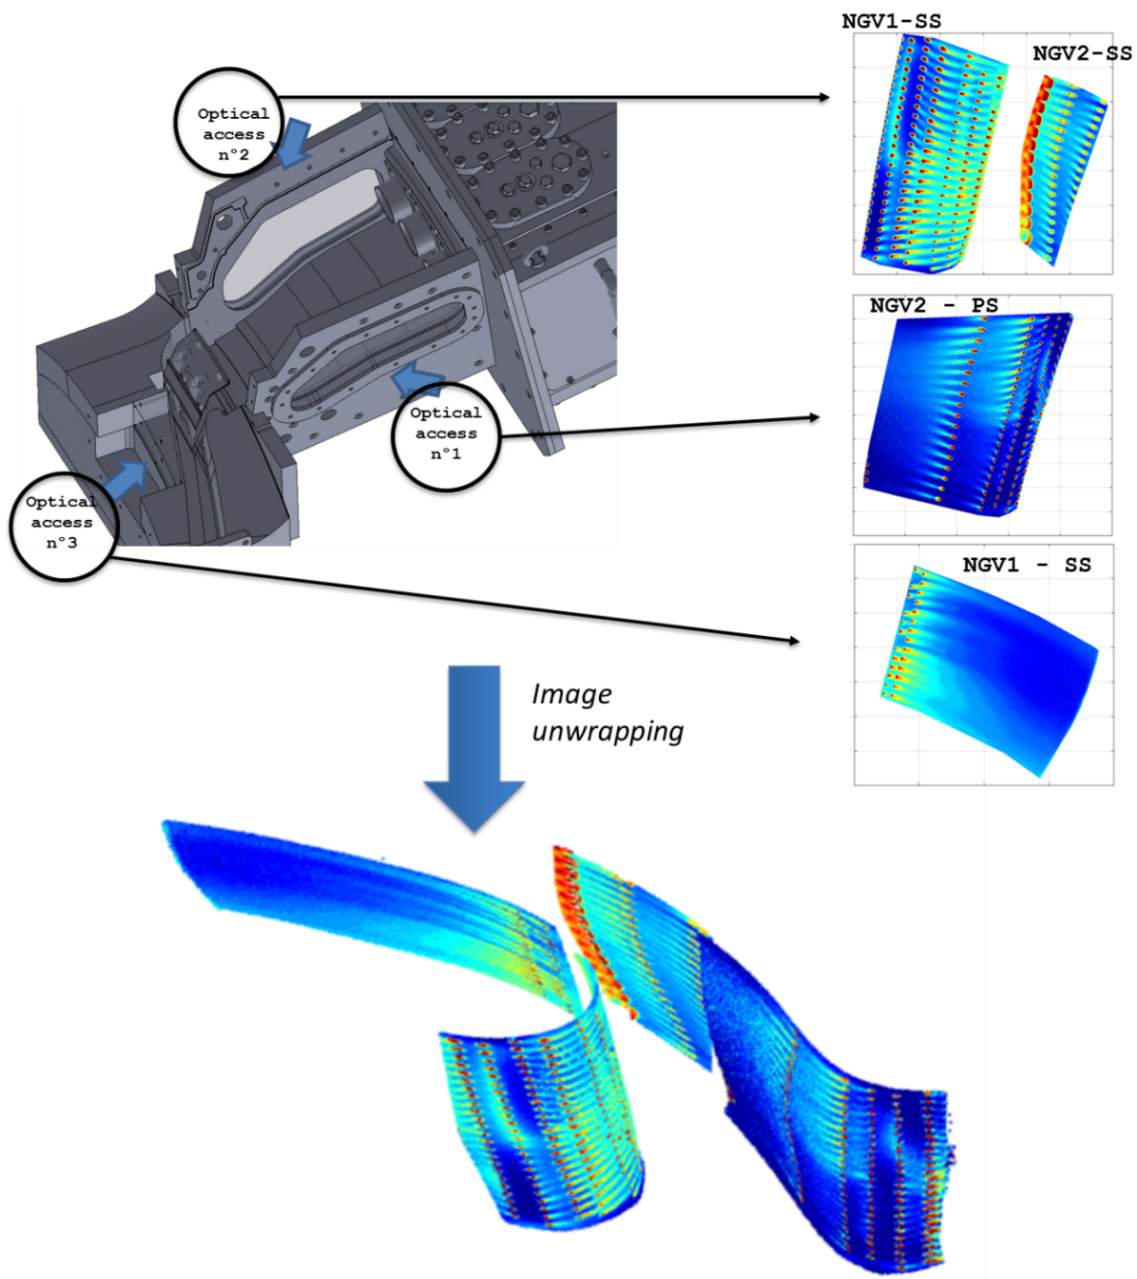 NGV1-SS
NGV2-SS
Optical
access
n°2
NGV2 - PS
Optical
access
n°1
Optical
access
n°3
NGV1 - SS
Image
unwrapping